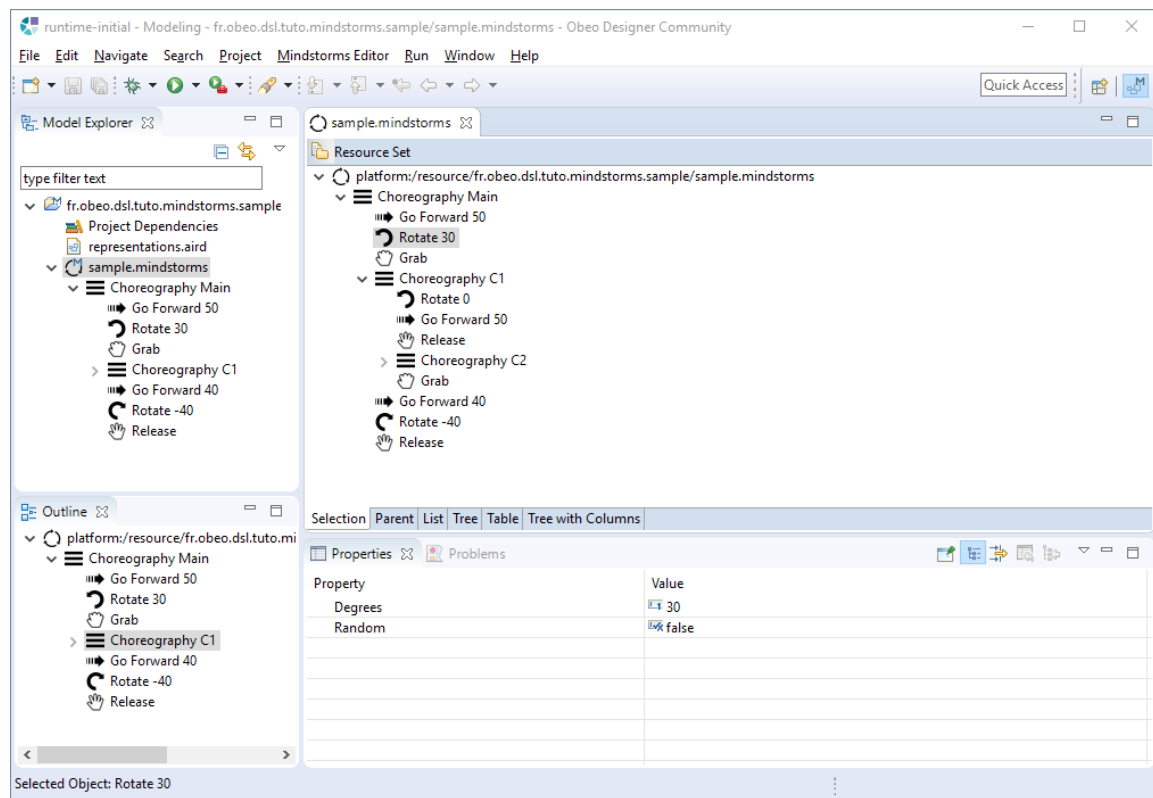 runtime-initial - Modeling - fr.obeo.dsl.tuto.mindstorms.sample/sample.mindstorms - Obeo Designer Community
File Edit Navigate Search Project Mindstorms Editor Run Window Help
Quick Access
Model Explorer
type filter text
fr.obeo.dsl.tuto.mindstorms.sample
Project Dependencies
representations.aird
sample.mindstorms
Choreography Main
Go Forward 50
Rotate 30
Grab
Choreography C1
Go Forward 40
Rotate -40
Release
sample.mindstorms
Resource Set
platform:/resource/fr.obeo.dsl.tuto.mindstorms.sample/sample.mindstorms
Choreography Main
Go Forward 50
Rotate 30
Grab
Choreography C1
Rotate 0
Go Forward 50
Release
Choreography C2
Grab
Go Forward 40
Rotate -40
Release
Selection Parent List Tree Table Tree with Columns
Outline
platform:/resource/fr.obeo.dsl.tuto.mi
Choreography Main
Go Forward 50
Rotate 30
Grab
Choreography C1
Go Forward 40
Rotate -40
Release
Properties Problems
Property Value
Degrees 30
Random false
Selected Object: Rotate 30